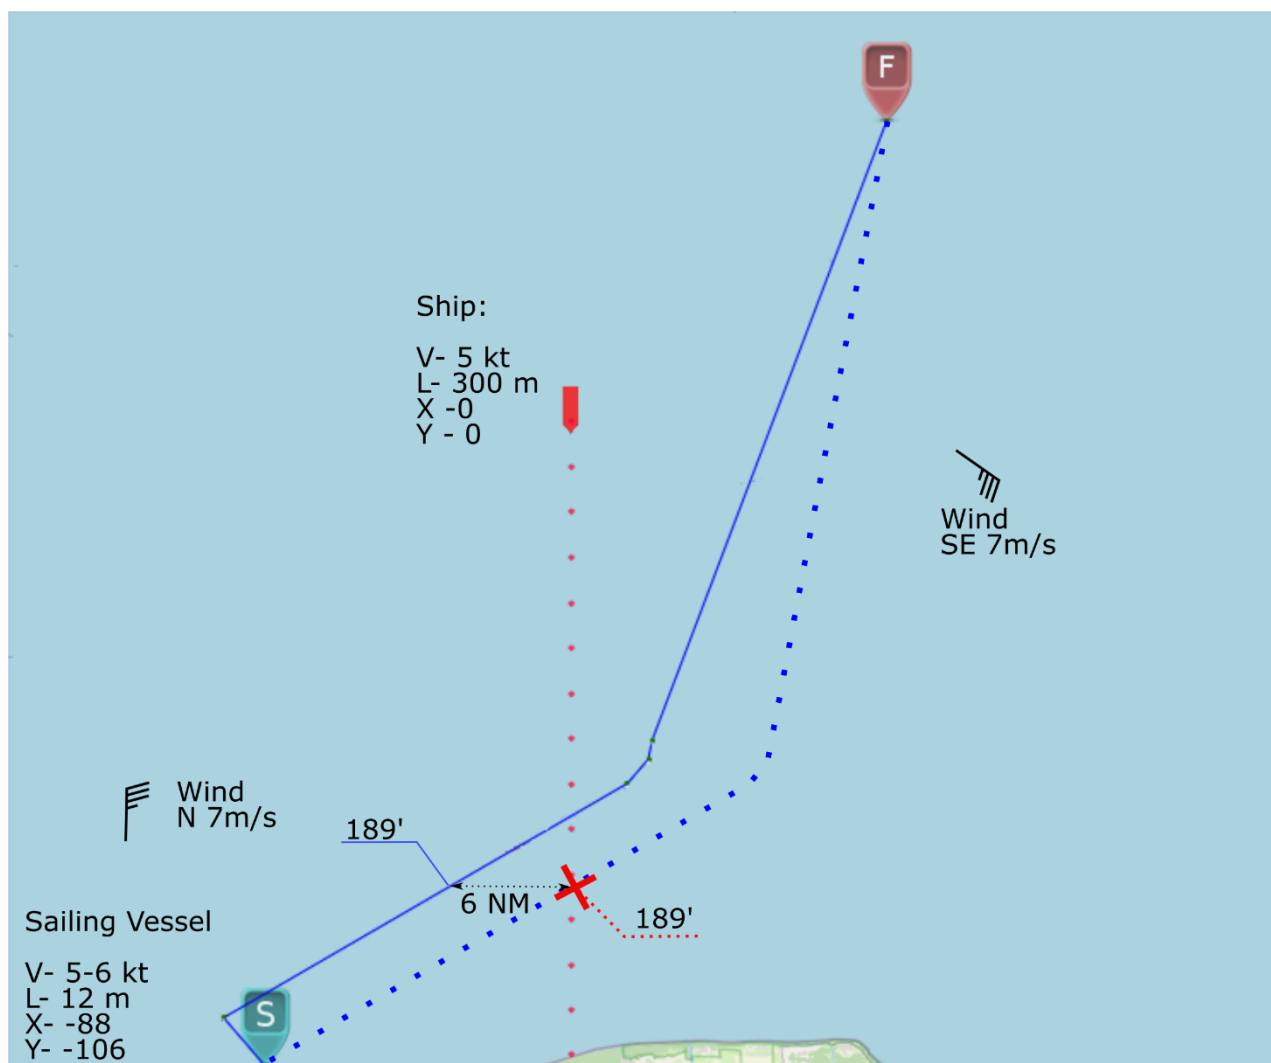 F
Ship:
V- 5 kt
L- 300 m
X -0
Y - 0
Wind
SE 7m/s
Wind
N 7m/s
189'
6 NM
189'
Sailing Vessel
V- 5-6 kt
L- 12 m
X- -88
Y- -106
S